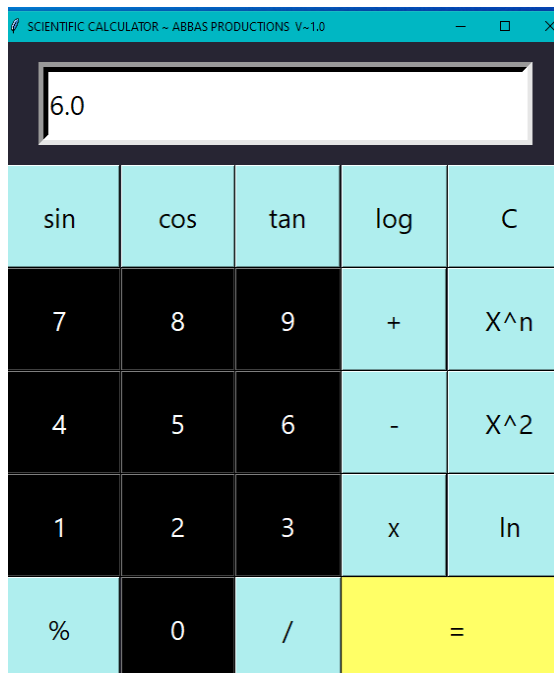 SCIENTIFIC CALCULATOR ~ ABBAS PRODUCTIONS V~1.0
6.0
sin cos tan log C
7 8 9 + X^n
4 5 6 - X^2
1 2 3 x ln
% 0 / =